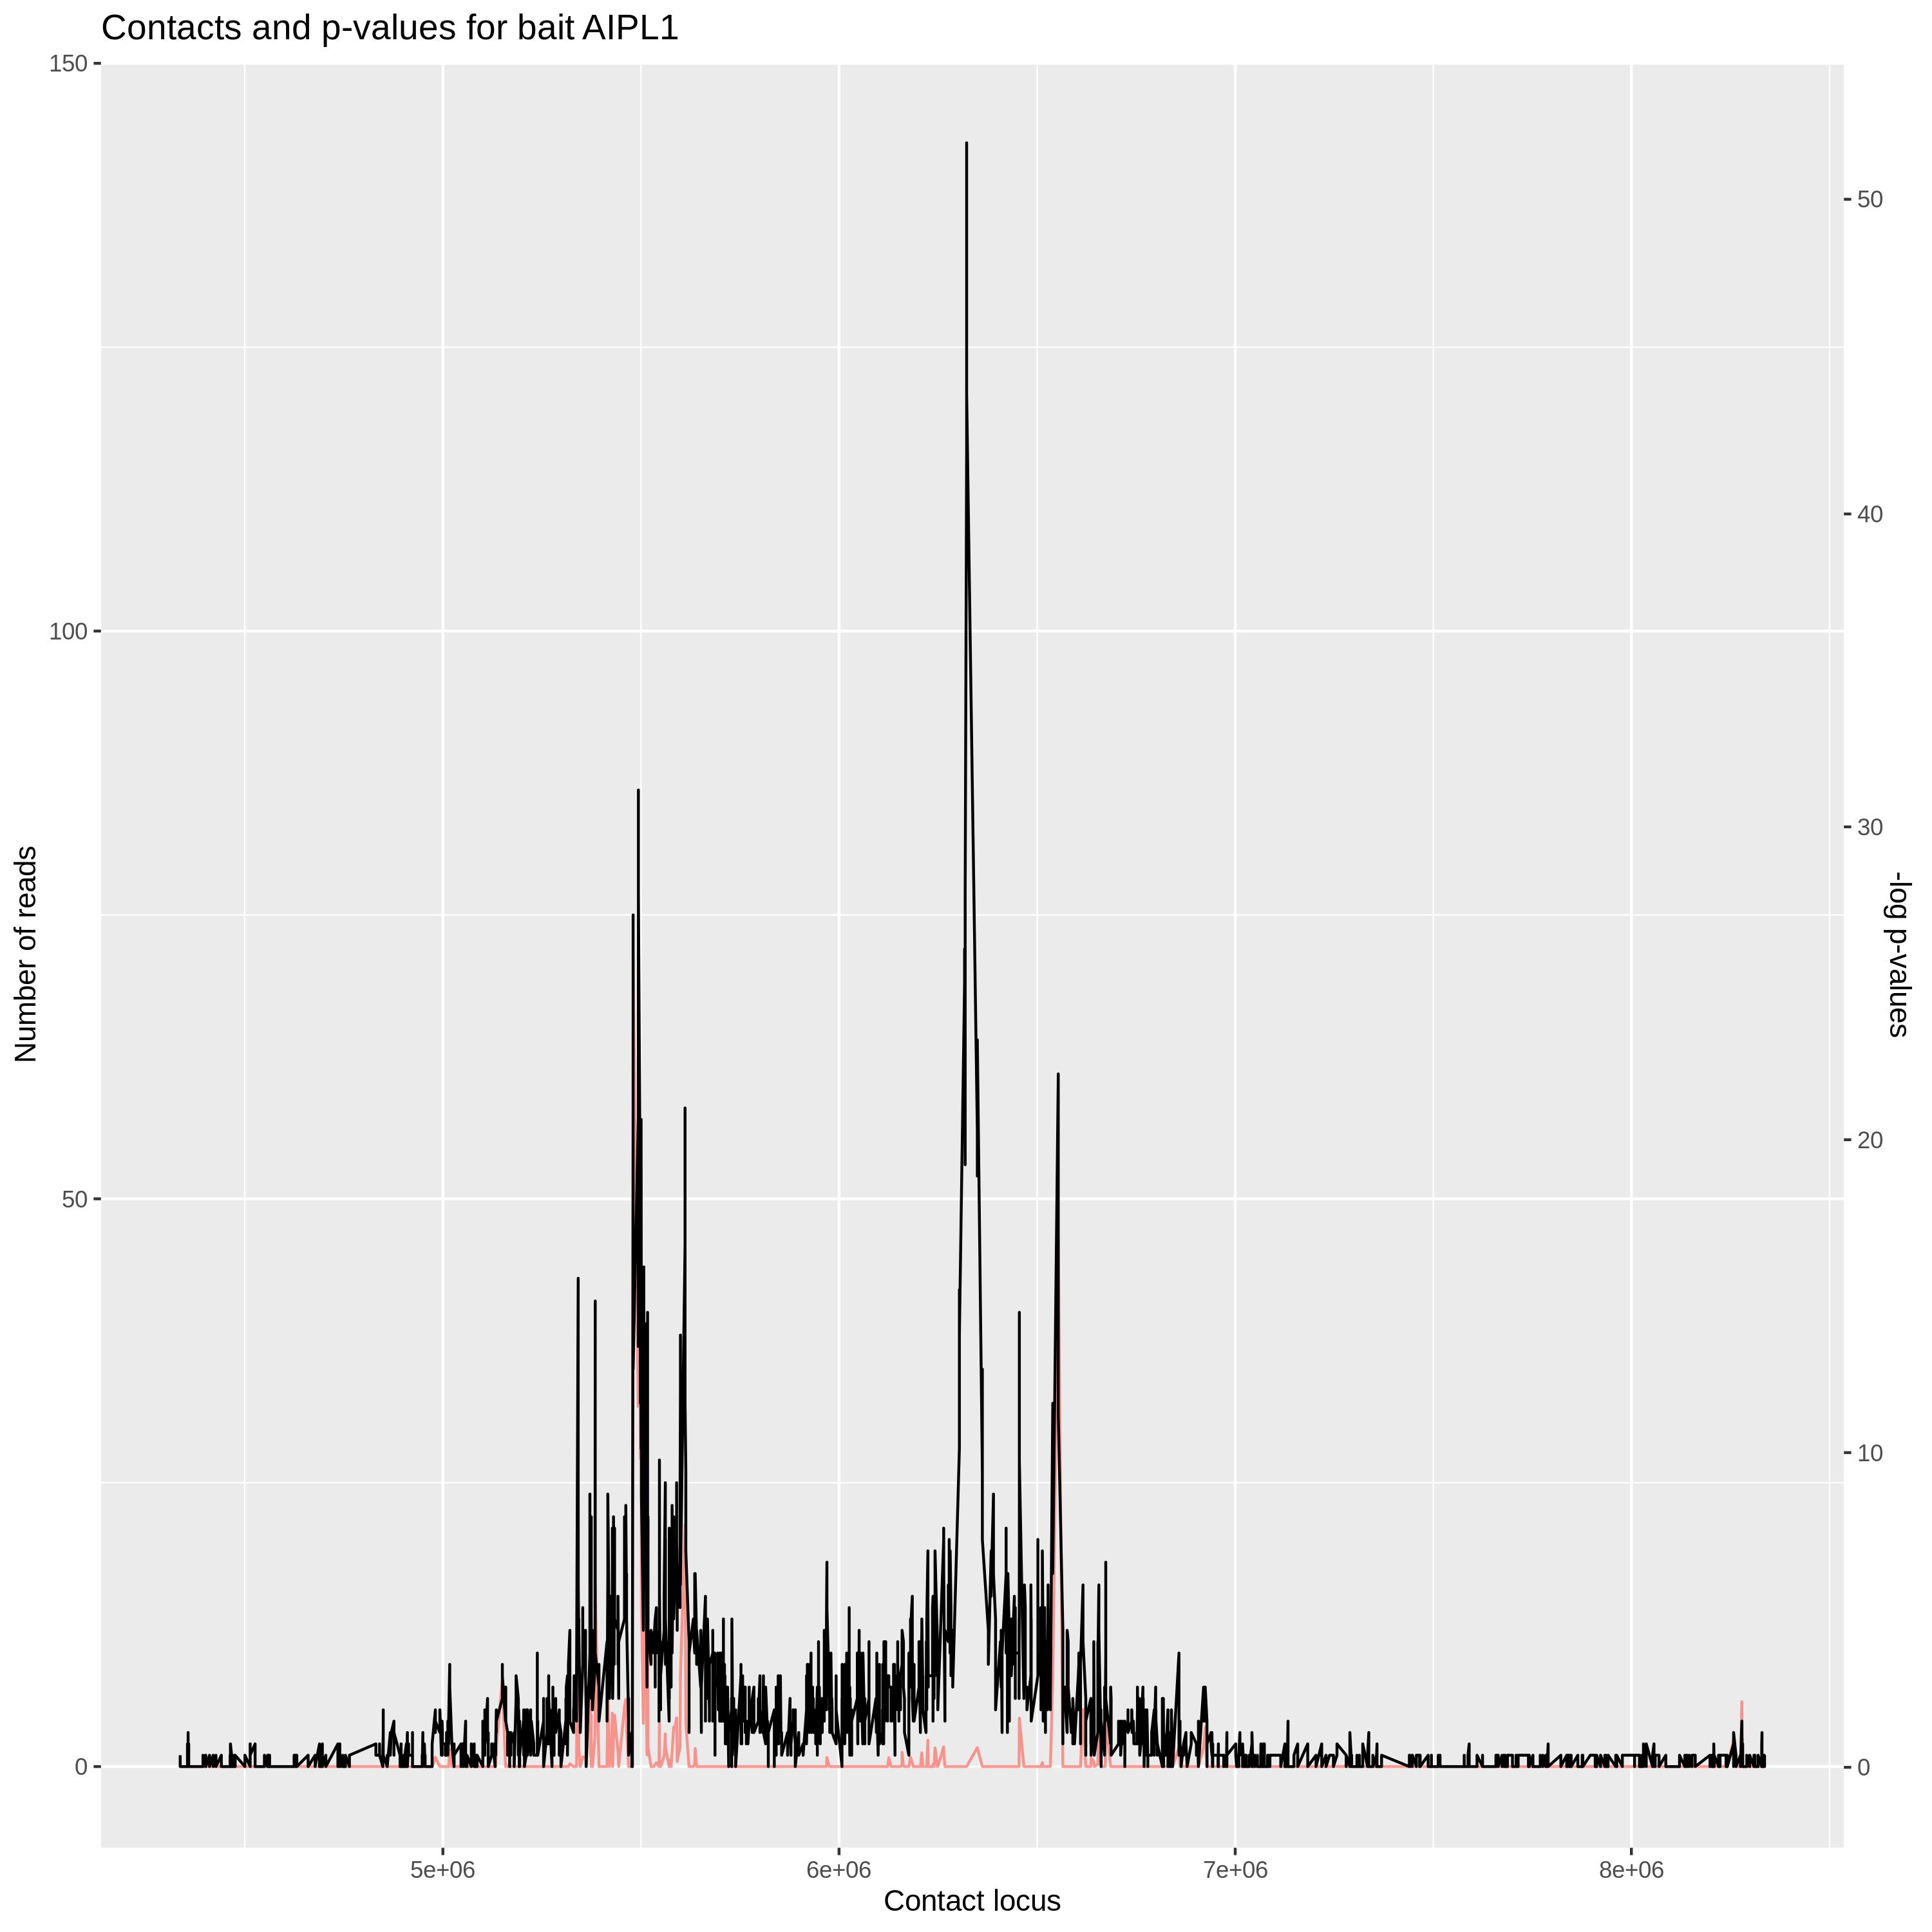 Contacts and p-values for bait AIPL1
150
100
50
0
Number of reads
50
40
30
20
10
0
-log p-values
5e+06
6e+06
7e+06
8e+06
Contact locus